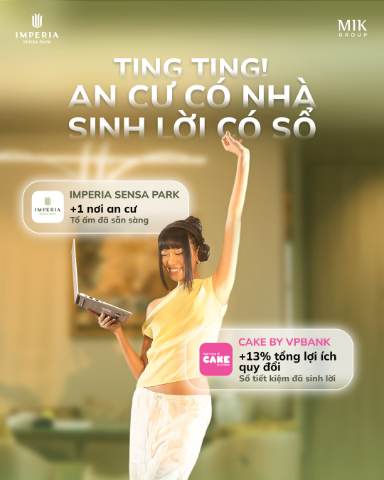 IMPERIA
SENSA PARK
MIK
GROUP
TING TING!
AN CƯ CÓ NHÀ
SINH LỜI CÓ SỔ
IMPERIA SENSA PARK
IMPERIA
+1 nơi an cư
Tổ ấm đã sẵn sàng
CAKE BY VPBANK
CAKE
+13% tổng lợi ích
quy đổi
Sổ tiết kiệm đã sinh lời